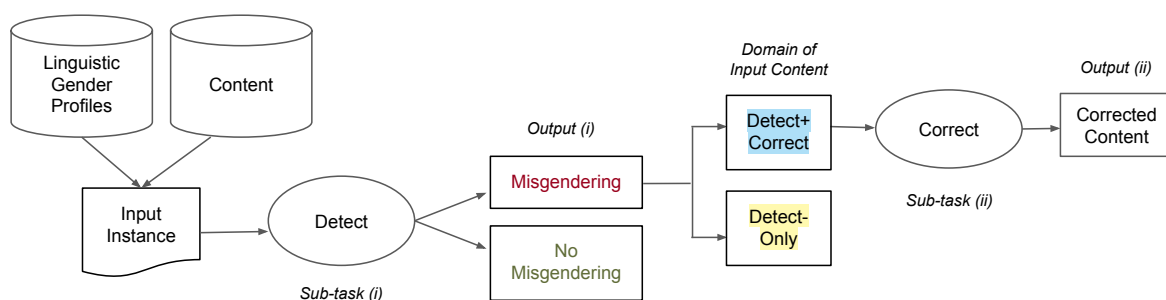 Linguistic
Gender
Profiles
Content
Input
Instance
Detect
Sub-task (i)
Output (i)
Misgendering
No
Misgendering
Domain of
Input Content
Detect+
Correct
Detect-
Only
Correct
Sub-task (ii)
Output (ii)
Corrected
Content